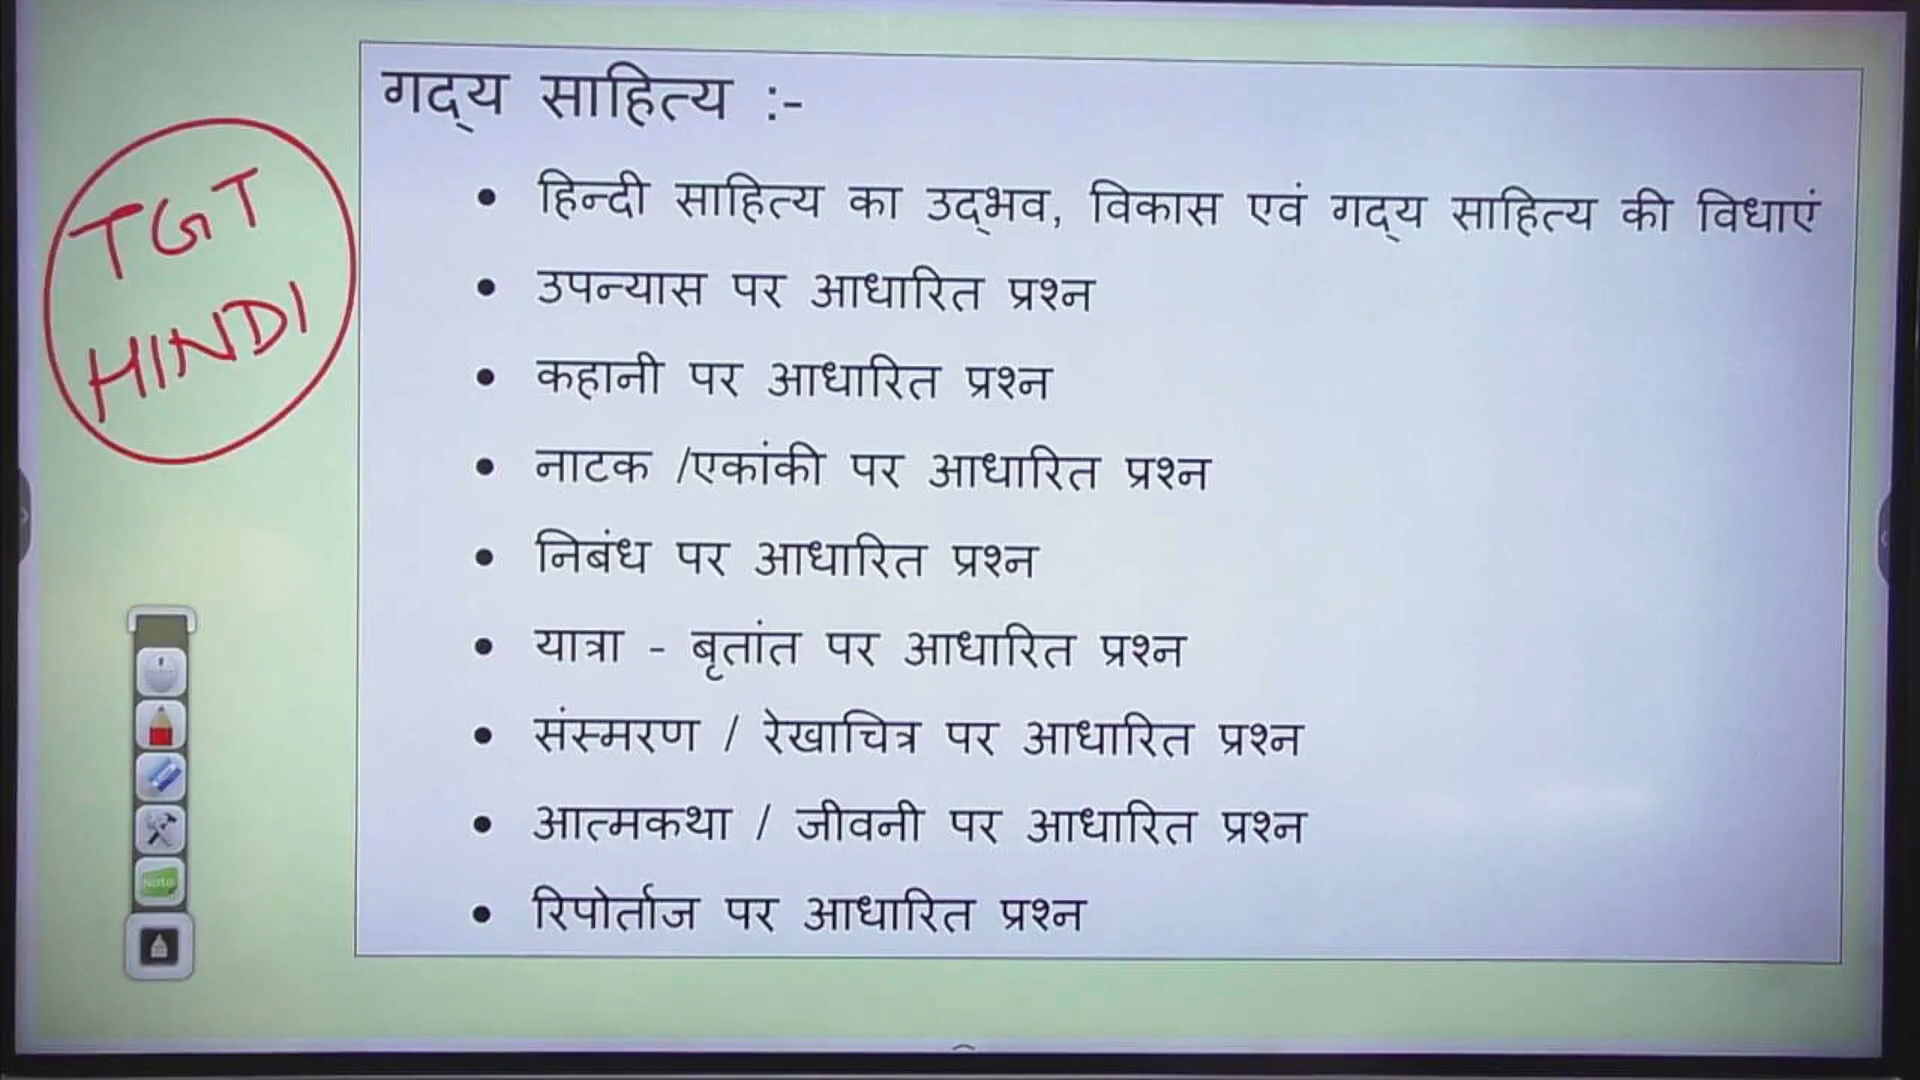 गद्य साहित्य :-
TGT
HINDI
• हिन्दी साहित्य का उद्भव, विकास एवं गद्य साहित्य की विधाएं
• उपन्यास पर आधारित प्रश्न
• कहानी पर आधारित प्रश्न
• नाटक /एकांकी पर आधारित प्रश्न
• निबंध पर आधारित प्रश्न
• यात्रा - बृतांत पर आधारित प्रश्न
• संस्मरण / रेखाचित्र पर आधारित प्रश्न
• आत्मकथा / जीवनी पर आधारित प्रश्न
• रिपोर्ताज पर आधारित प्रश्न
Note